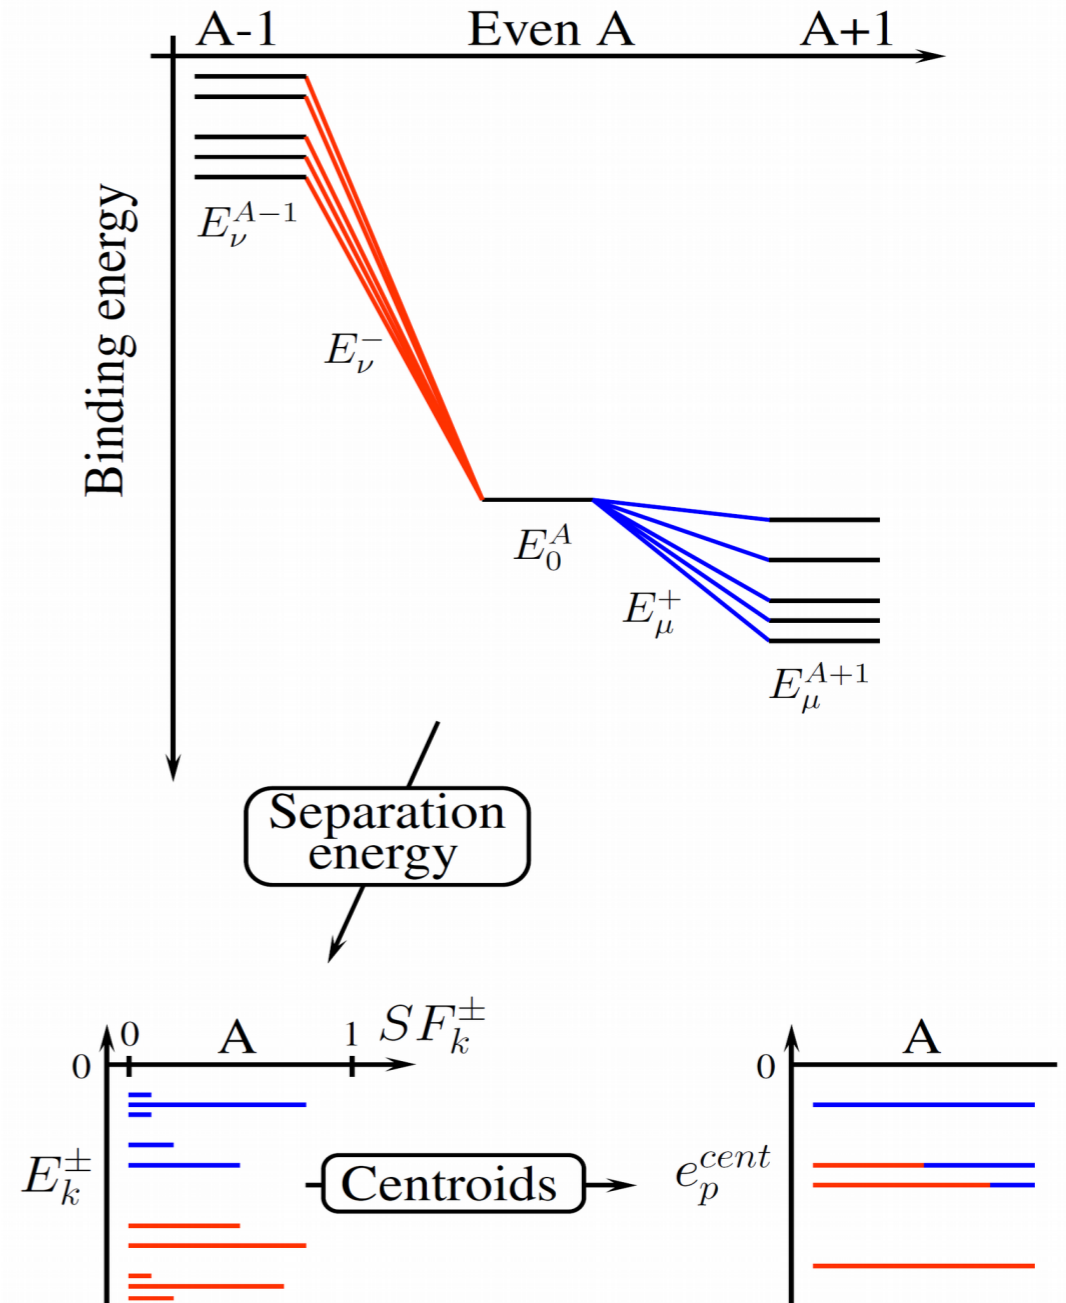 A-1 Even A A+1
Binding energy
E_ν^{A−1}
E_ν^−
E_0^A
E_μ^+
E_μ^{A+1}
Separation
energy
0 A 1 SF_k^±
0
E_k^±
Centroids
A
0
e_p^{cent}